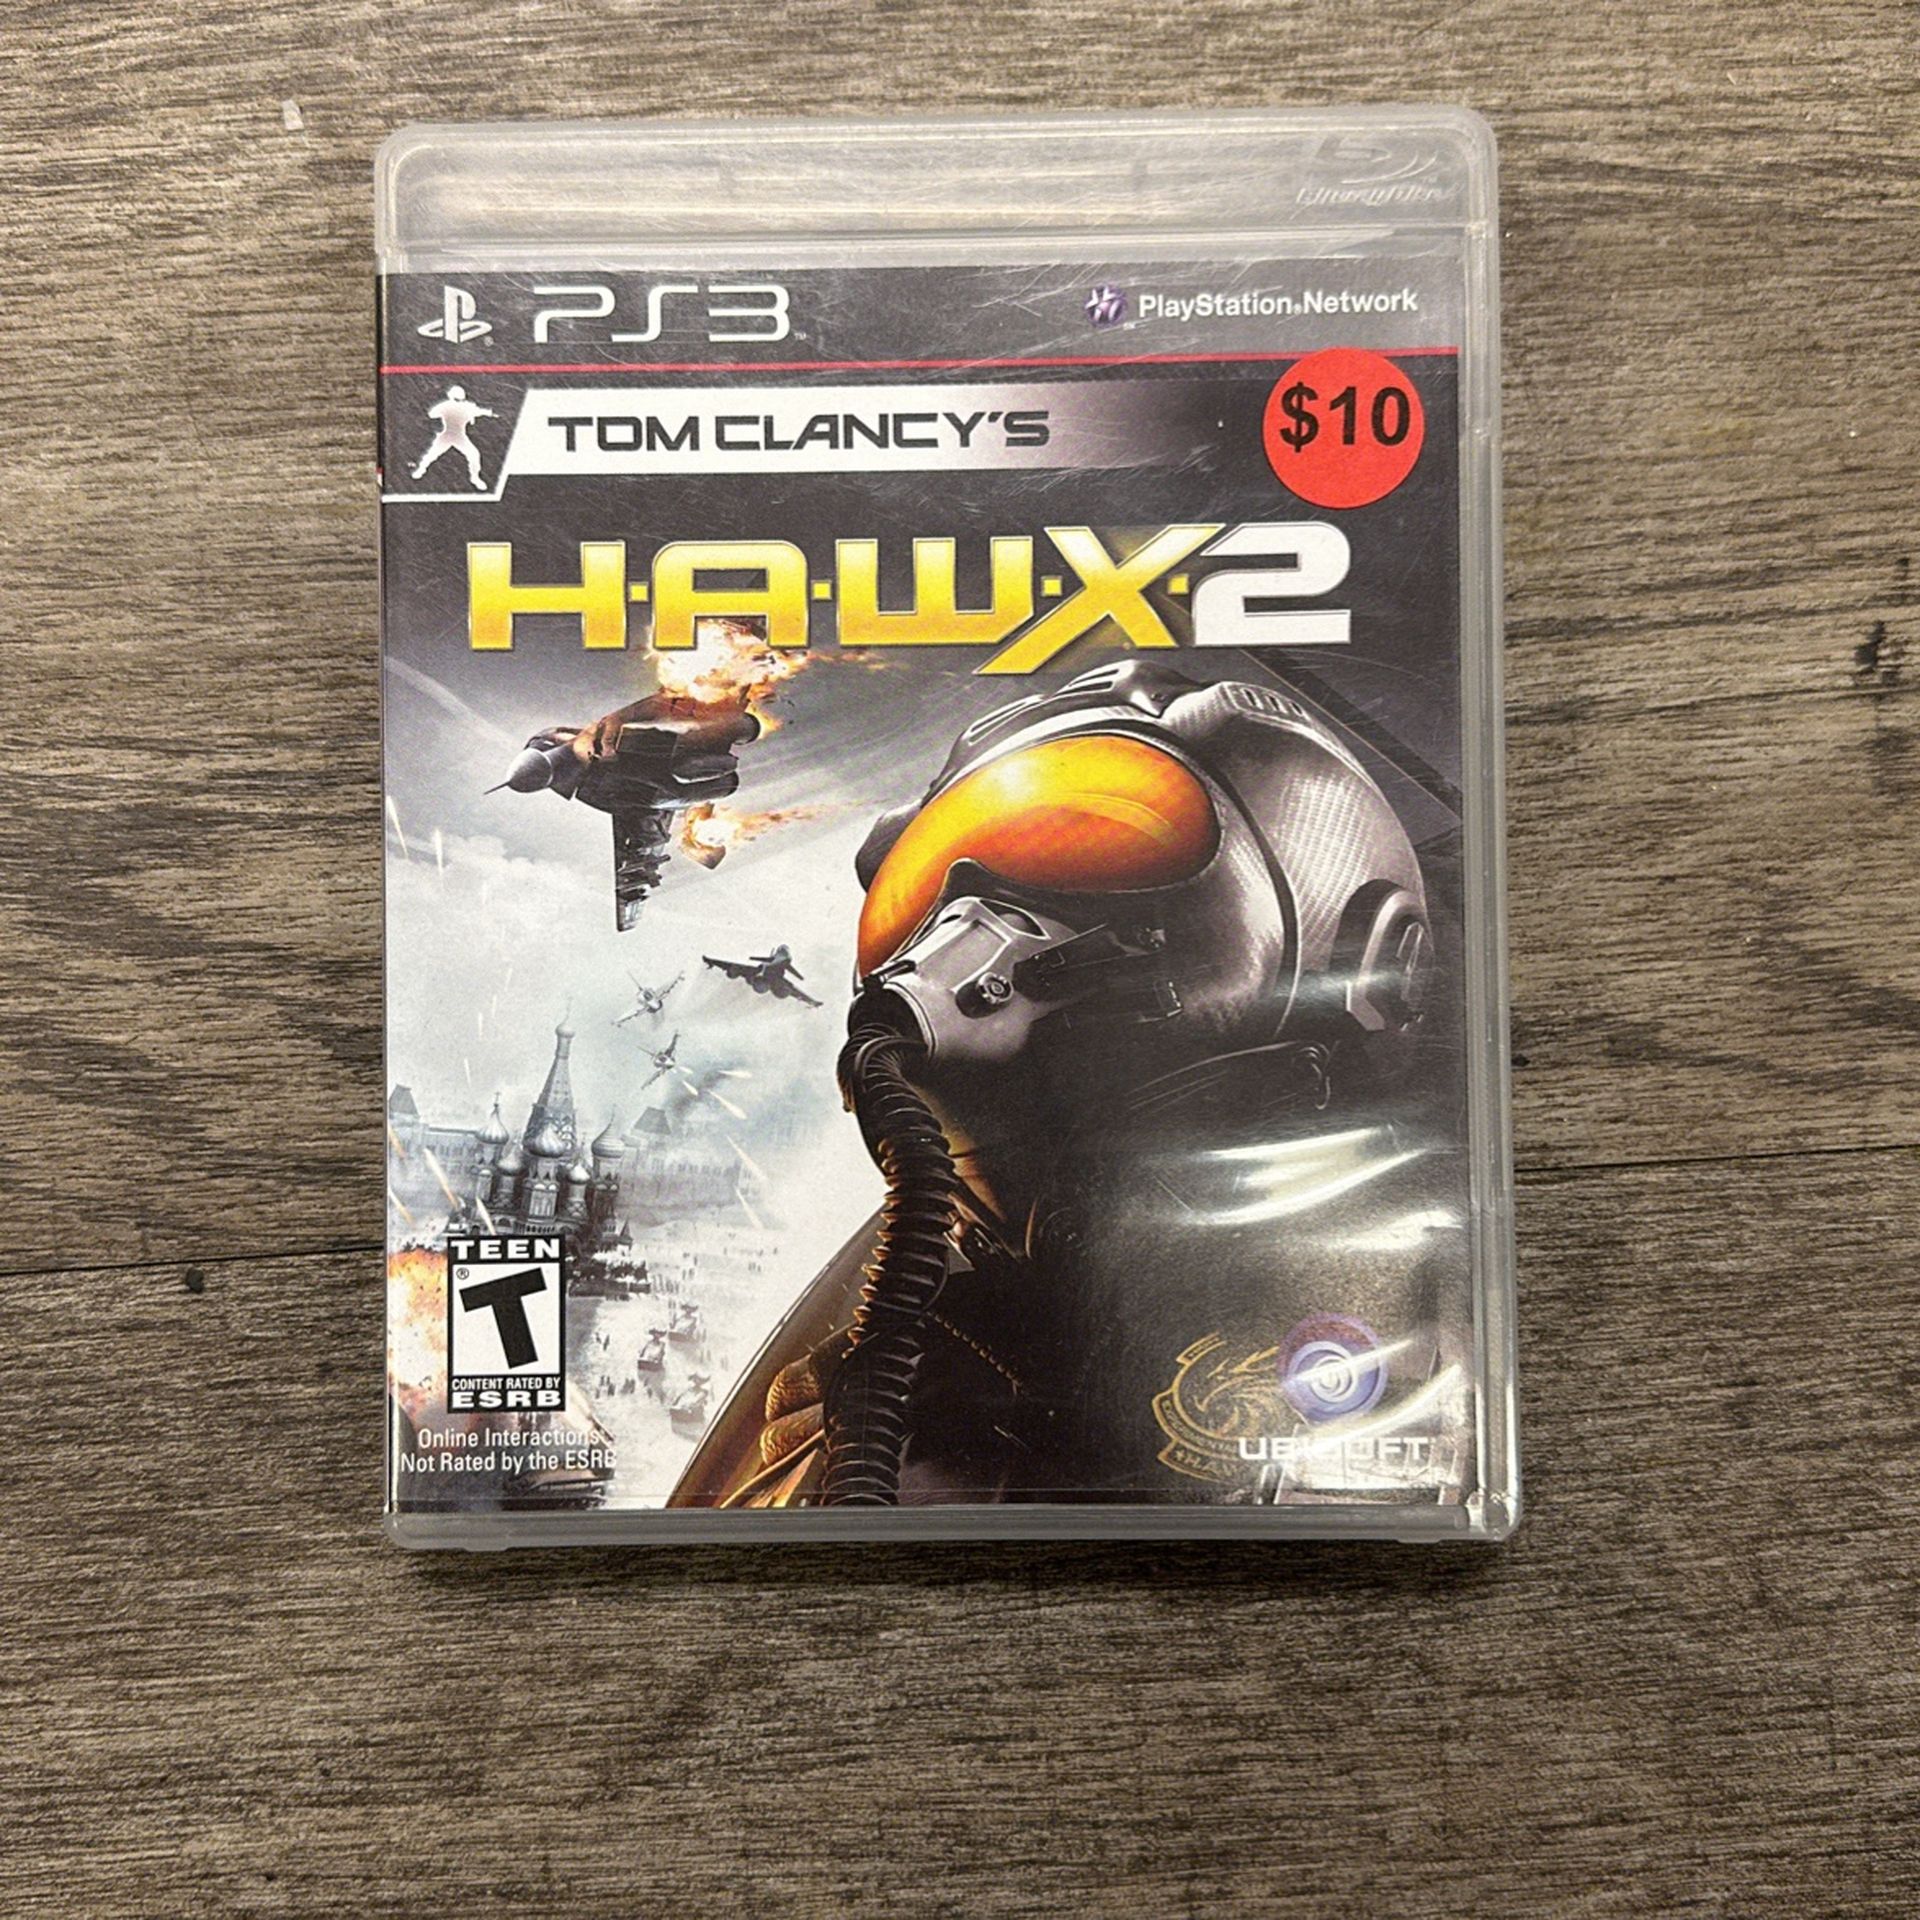 PS3
PlayStation®Network
TOM CLANCY'S
$10
H·A·W·X·2
TEEN
T
CONTENT RATED BY
ESRB
Online Interactions
Not Rated by the ESRB
UBISOFT